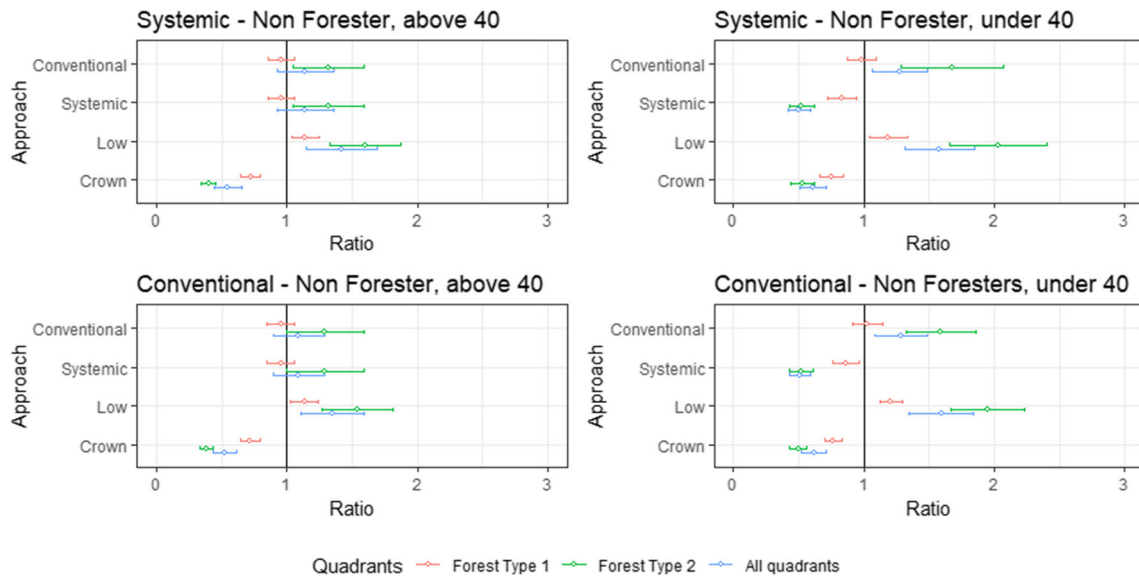 Systemic - Non Forester, above 40
Approach
Conventional
Systemic
Low
Crown
0 1 2 3
Ratio
Systemic - Non Forester, under 40
Approach
Conventional
Systemic
Low
Crown
0 1 2 3
Ratio
Conventional - Non Forester, above 40
Approach
Conventional
Systemic
Low
Crown
0 1 2 3
Ratio
Conventional - Non Foresters, under 40
Approach
Conventional
Systemic
Low
Crown
0 1 2 3
Ratio
Quadrants Forest Type 1 Forest Type 2 All quadrants